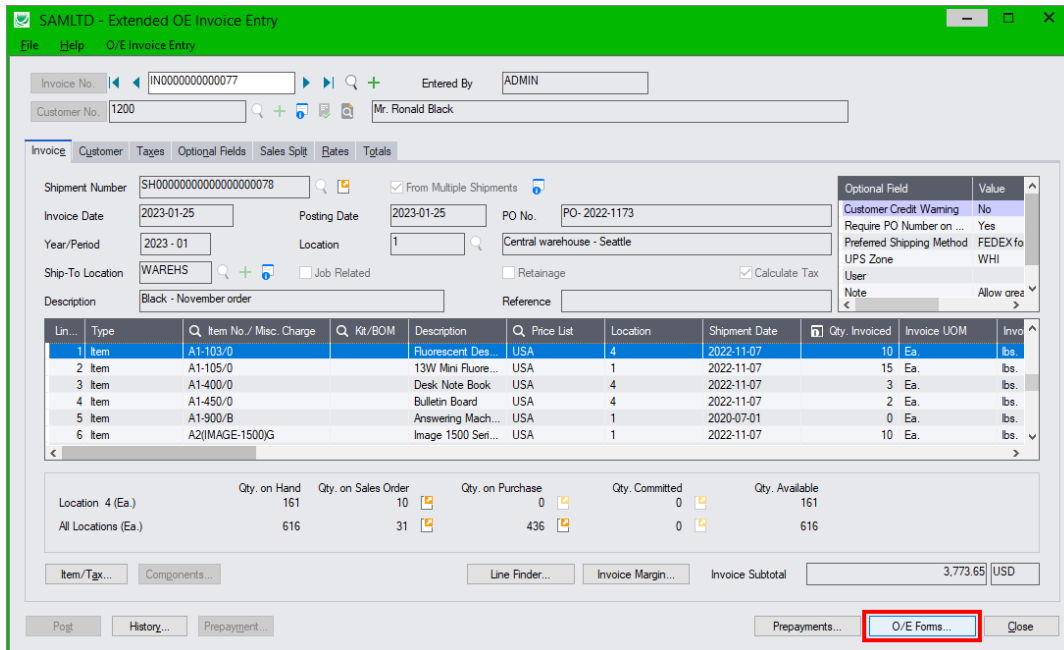 SAMLTD - Extended OE Invoice Entry
File Help O/E Invoice Entry
Invoice No. IN0000000000077 Entered By ADMIN
Customer No. 1200 Mr. Ronald Black
Invoice Customer Taxes Optional Fields Sales Split Rates Totals
Shipment Number SH0000000000000000078 From Multiple Shipments
Optional Field Value
Customer Credit Warning No
Require PO Number on ... Yes
Preferred Shipping Method FEDEX fo
UPS Zone WHI
User
Note Allow area
Invoice Date 2023-01-25 Posting Date 2023-01-25 PO No. PO- 2022-1173
Year/Period 2023 - 01 Location 1 Central warehouse - Seattle
Ship-To Location WAREHS Job Related Retainage Calculate Tax
Description Black - November order Reference
Lin... Type Item No./ Misc. Charge Kit/BOM Description Price List Location Shipment Date Qty. Invoiced Invoice UOM Invo
1 Item A1-103/0 Fluorescent Des... USA 4 2022-11-07 10 Ea. lbs.
2 Item A1-105/0 13W Mini Fluore... USA 1 2022-11-07 15 Ea. lbs.
3 Item A1-400/0 Desk Note Book USA 4 2022-11-07 3 Ea. lbs.
4 Item A1-450/0 Bulletin Board USA 4 2022-11-07 2 Ea. lbs.
5 Item A1-900/B Answering Mach... USA 1 2020-07-01 0 Ea. lbs.
6 Item A2(IMAGE-1500)G Image 1500 Seri... USA 1 2022-11-07 10 Ea. lbs.
Qty. on Hand Qty. on Sales Order Qty. on Purchase Qty. Committed Qty. Available
Location 4 (Ea.) 161 10 0 0 161
All Locations (Ea.) 616 31 436 0 616
Item/Tax... Components... Line Finder... Invoice Margin... Invoice Subtotal 3,773.65 USD
Post History... Prepayment... Prepayments... O/E Forms... Close